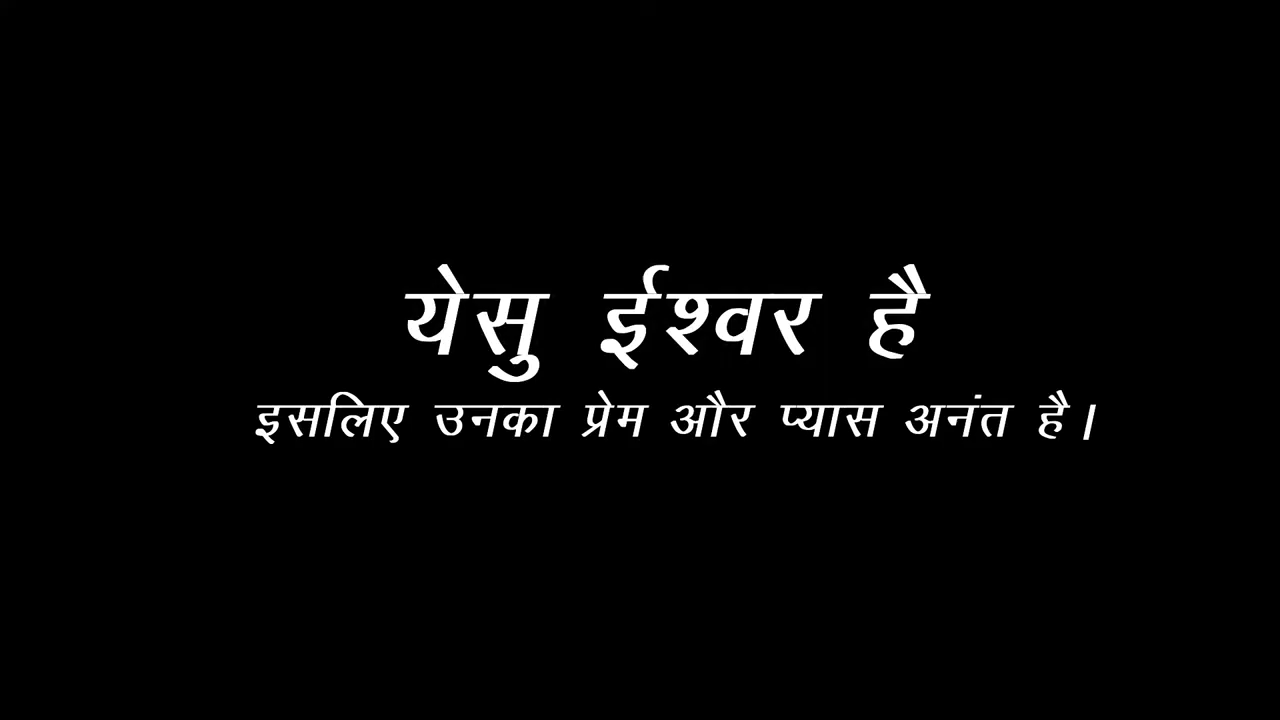 येसु ईश्वर है
इसलिए उनका प्रेम और प्यास अनंत है।